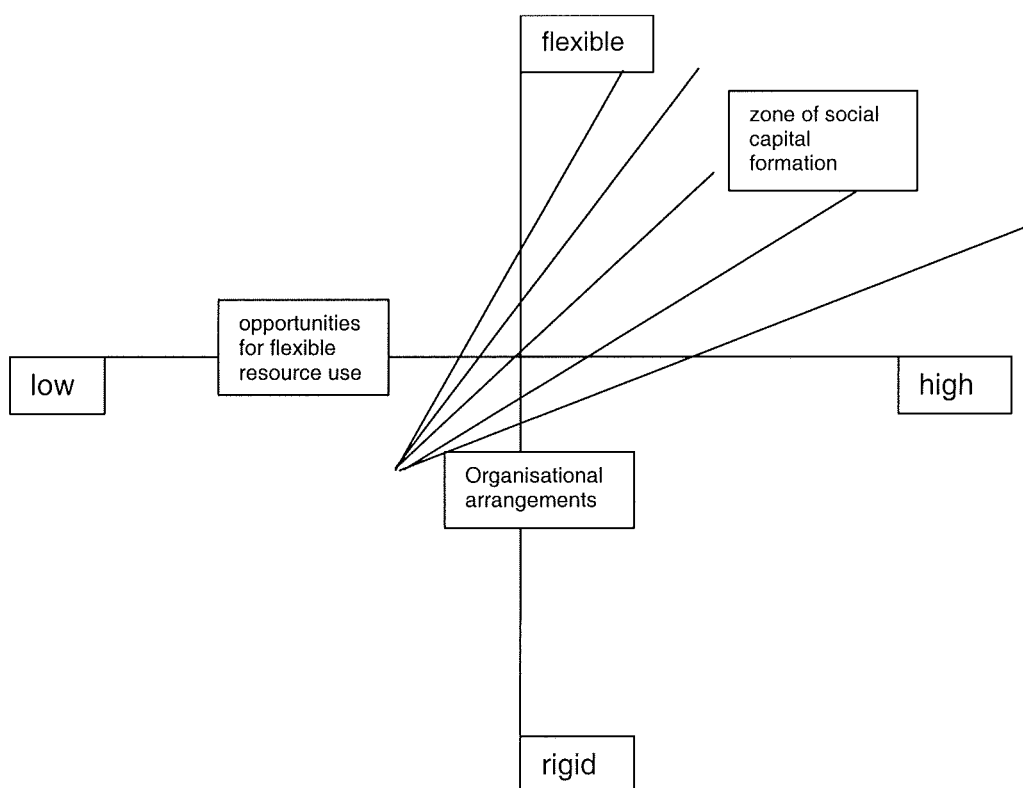 flexible
zone of social
capital
formation
opportunities
for flexible
resource use
low
high
Organisational
arrangements
rigid